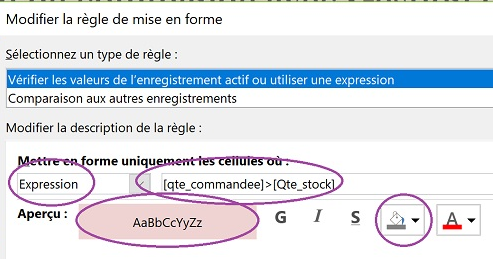 Modifier la règle de mise en forme
Sélectionnez un type de règle :
Vérifier les valeurs de l'enregistrement actif ou utiliser une expression
Comparaison aux autres enregistrements
Modifier la description de la règle :
Mettre en forme uniquement les cellules où :
Expression [qte_commandee]>[Qte_stock]
Aperçu : AaBbCcYyZz G I S A